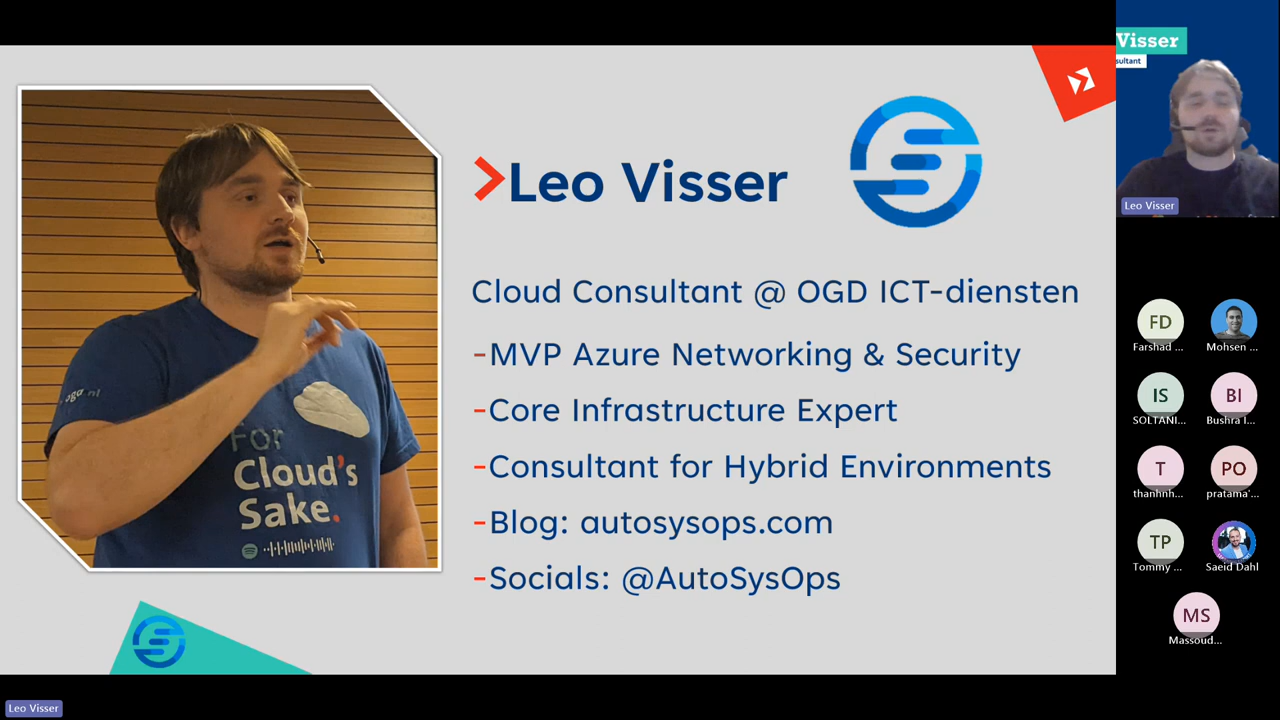 Leo Visser
Cloud Consultant @ OGD ICT-diensten
-MVP Azure Networking & Security
-Core Infrastructure Expert
-Consultant for Hybrid Environments
-Blog: autosysops.com
-Socials: @AutoSysOps
For
Cloud's
Sake.
Visser
sultant
Leo Visser
FD
Farshad ...
Mohsen ...
IS
SOLTANI...
BI
Bushra I...
T
thanhnh...
PO
pratama'...
TP
Tommy ...
Saeid Dahl
MS
Massoud...
Leo Visser